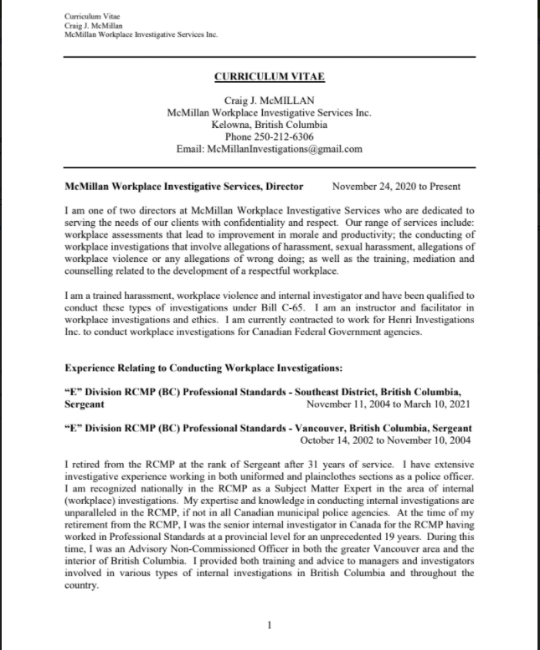 Curriculum Vitae
Craig J. McMillan
McMillan Workplace Investigative Services Inc.
CURRICULUM VITAE
Craig J. McMILLAN
McMillan Workplace Investigative Services Inc.
Kelowna, British Columbia
Phone 250-212-6306
Email: McMillanInvestigations@gmail.com
McMillan Workplace Investigative Services, Director November 24, 2020 to Present
I am one of two directors at McMillan Workplace Investigative Services who are dedicated to
serving the needs of our clients with confidentiality and respect. Our range of services include:
workplace assessments that lead to improvement in morale and productivity; the conducting of
workplace investigations that involve allegations of harassment, sexual harassment, allegations of
workplace violence or any allegations of wrong doing; as well as the training, mediation and
counselling related to the development of a respectful workplace.
I am a trained harassment, workplace violence and internal investigator and have been qualified to
conduct these types of investigations under Bill C-65. I am an instructor and facilitator in
workplace investigations and ethics. I am currently contracted to work for Henri Investigations
Inc. to conduct workplace investigations for Canadian Federal Government agencies.
Experience Relating to Conducting Workplace Investigations:
“E” Division RCMP (BC) Professional Standards - Southeast District, British Columbia,
Sergeant November 11, 2004 to March 10, 2021
“E” Division RCMP (BC) Professional Standards - Vancouver, British Columbia, Sergeant
October 14, 2002 to November 10, 2004
I retired from the RCMP at the rank of Sergeant after 31 years of service. I have extensive
investigative experience working in both uniformed and plainclothes sections as a police officer.
I am recognized nationally in the RCMP as a Subject Matter Expert in the area of internal
(workplace) investigations. My expertise and knowledge in conducting internal investigations are
unparalleled in the RCMP, if not in all Canadian municipal police agencies. At the time of my
retirement from the RCMP, I was the senior internal investigator in Canada for the RCMP having
worked in Professional Standards at a provincial level for an unprecedented 19 years. During this
time, I was an Advisory Non-Commissioned Officer in both the greater Vancouver area and the
interior of British Columbia. I provided both training and advice to managers and investigators
involved in various types of internal investigations in British Columbia and throughout the
country.
1